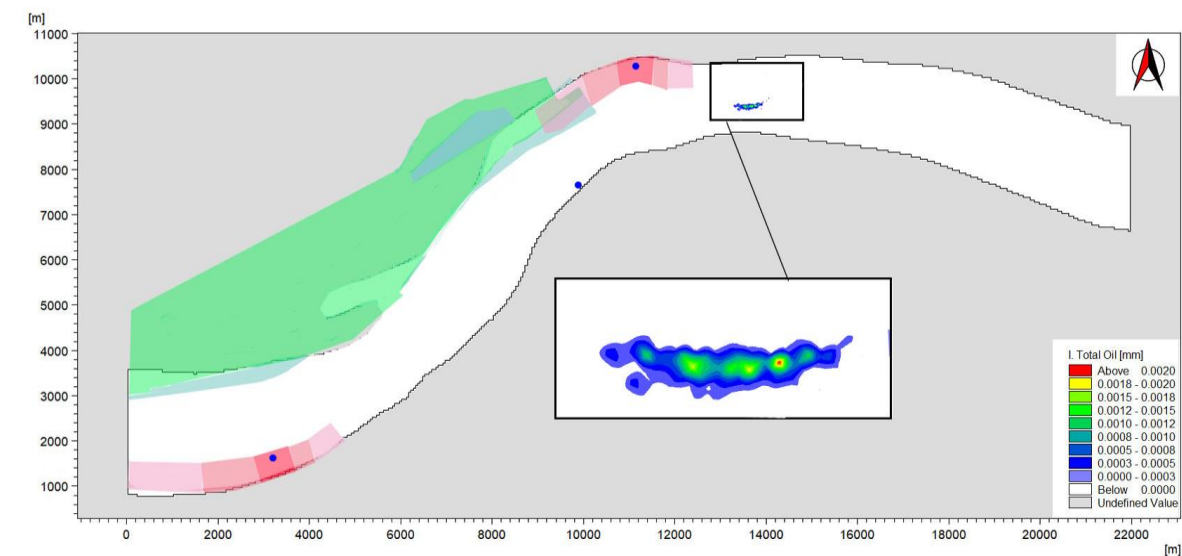 [m]
11000
10000
9000
8000
7000
6000
5000
4000
3000
2000
1000
I. Total Oil [mm]
Above 0.0020
0.0018 - 0.0020
0.0015 - 0.0018
0.0012 - 0.0015
0.0010 - 0.0012
0.0008 - 0.0010
0.0005 - 0.0008
0.0003 - 0.0005
0.0000 - 0.0003
Below 0.0000
Undefined Value
0 2000 4000 6000 8000 10000 12000 14000 16000 18000 20000 22000
[m]